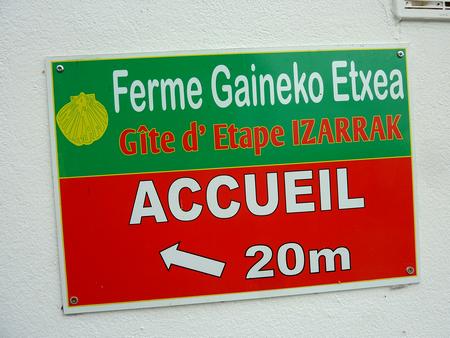 Ferme Gaineko Etxea
Gîte d' Etape IZARRAK
ACCUEIL
20m